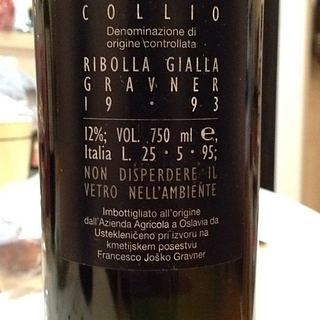 COLLIO
Denominazione di
origine controllata
RIBOLLA GIALLA
GRAVNER
19·93
12%; VOL. 750 ml e,
Italia L. 25·5·95;
NON DISPERDERE IL
VETRO NELL'AMBIENTE
Imbottigliato all'origine
dall'Azienda Agricola a Oslavia da
Ustekleničeno pri izvoru na
kmetijskem posestvu
Francesco Joško Gravner